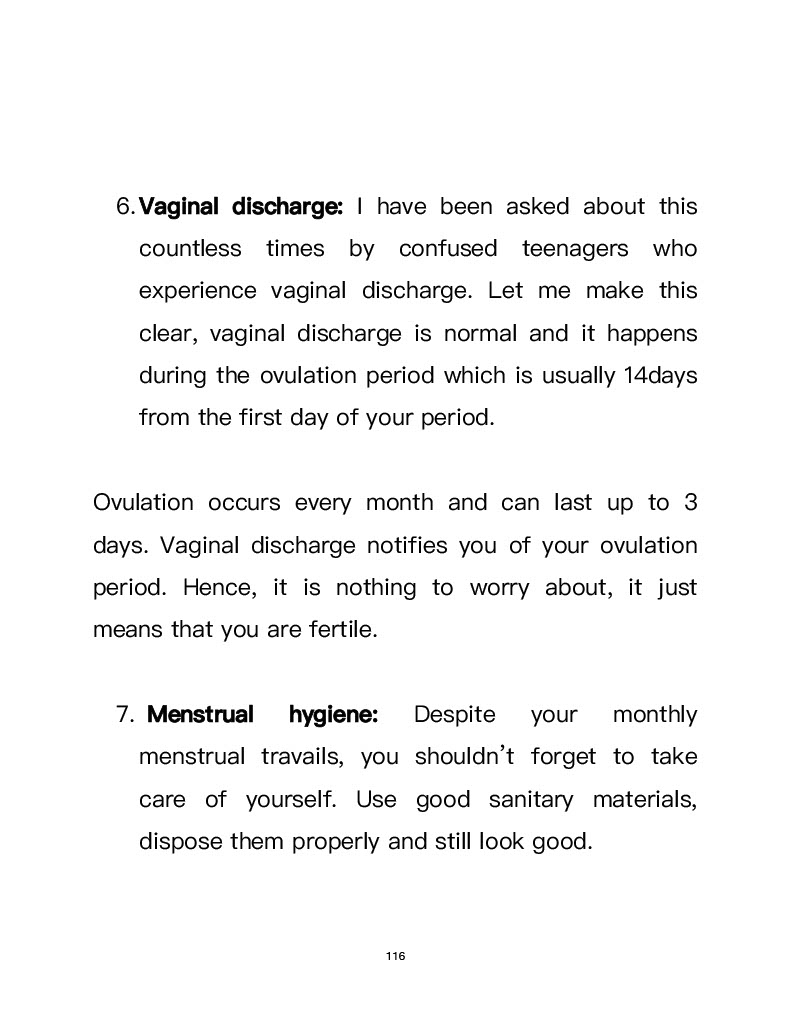 6. Vaginal discharge: I have been asked about this
countless times by confused teenagers who
experience vaginal discharge. Let me make this
clear, vaginal discharge is normal and it happens
during the ovulation period which is usually 14days
from the first day of your period.
Ovulation occurs every month and can last up to 3
days. Vaginal discharge notifies you of your ovulation
period. Hence, it is nothing to worry about, it just
means that you are fertile.
7. Menstrual hygiene: Despite your monthly
menstrual travails, you shouldn’t forget to take
care of yourself. Use good sanitary materials,
dispose them properly and still look good.
116